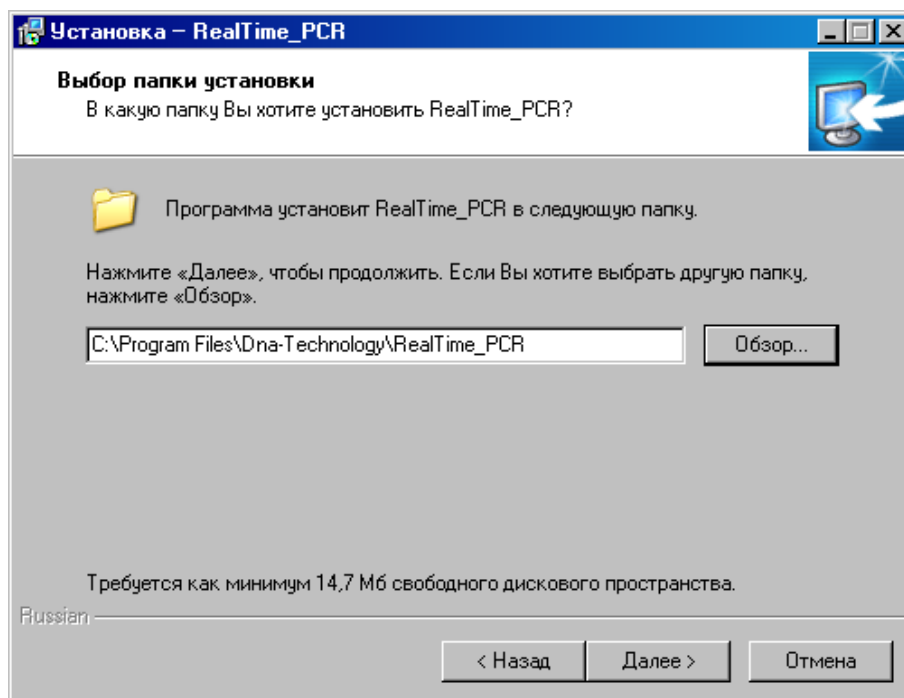 Установка – RealTime_PCR
Выбор папки установки
В какую папку Вы хотите установить RealTime_PCR?
Программа установит RealTime_PCR в следующую папку.
Нажмите «Далее», чтобы продолжить. Если Вы хотите выбрать другую папку,
нажмите «Обзор».
C:\Program Files\Dna-Technology\RealTime_PCR
Обзор...
Требуется как минимум 14,7 Мб свободного дискового пространства.
Russian
< Назад
Далее >
Отмена